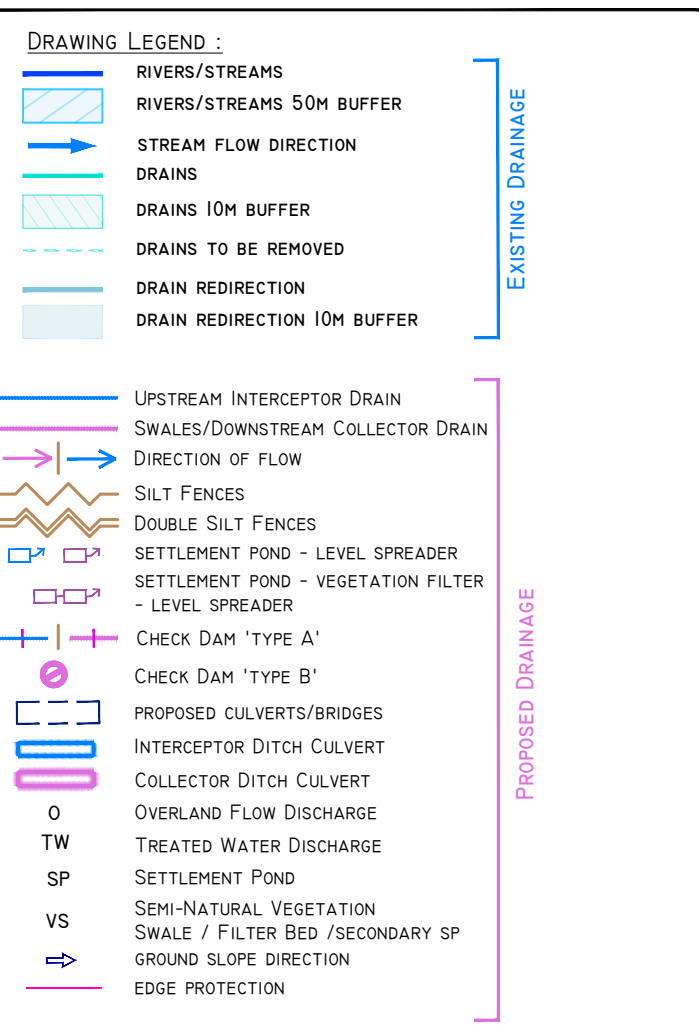 DRAWING LEGEND :
RIVERS/STREAMS
RIVERS/STREAMS 50M BUFFER
STREAM FLOW DIRECTION
DRAINS
DRAINS 10M BUFFER
DRAINS TO BE REMOVED
DRAIN REDIRECTION
DRAIN REDIRECTION 10M BUFFER
EXISTING DRAINAGE
UPSTREAM INTERCEPTOR DRAIN
SWALES/DOWNSTREAM COLLECTOR DRAIN
DIRECTION OF FLOW
SILT FENCES
DOUBLE SILT FENCES
SETTLEMENT POND - LEVEL SPREADER
SETTLEMENT POND - VEGETATION FILTER
- LEVEL SPREADER
CHECK DAM 'TYPE A'
CHECK DAM 'TYPE B'
PROPOSED CULVERTS/BRIDGES
INTERCEPTOR DITCH CULVERT
COLLECTOR DITCH CULVERT
O OVERLAND FLOW DISCHARGE
TW TREATED WATER DISCHARGE
SP SETTLEMENT POND
VS SEMI-NATURAL VEGETATION
SWALE / FILTER BED /SECONDARY SP
GROUND SLOPE DIRECTION
EDGE PROTECTION
PROPOSED DRAINAGE